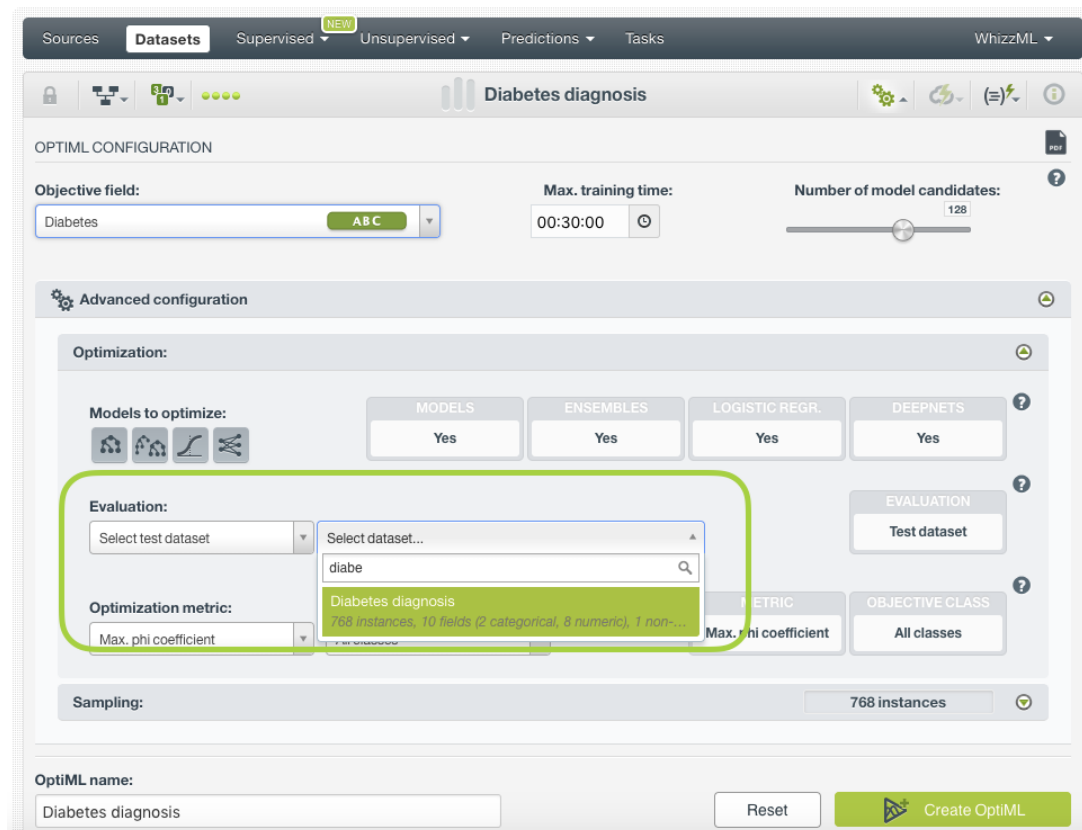 NEW
Sources Datasets Supervised Unsupervised Predictions Tasks WhizzML
Diabetes diagnosis
OPTIML CONFIGURATION
PDF
Objective field: Max. training time: Number of model candidates:
Diabetes ABC 00:30:00 128
Advanced configuration
Optimization:
Models to optimize:
MODELS ENSEMBLES LOGISTIC REGR. DEEPNETS
Yes Yes Yes Yes
Evaluation:
EVALUATION
Select test dataset Select dataset... Test dataset
diabe
Diabetes diagnosis
768 instances, 10 fields (2 categorical, 8 numeric), 1 non-...
Optimization metric: METRIC OBJECTIVE CLASS
Max. phi coefficient All classes Max. phi coefficient All classes
Sampling: 768 instances
OptiML name:
Diabetes diagnosis Reset Create OptiML